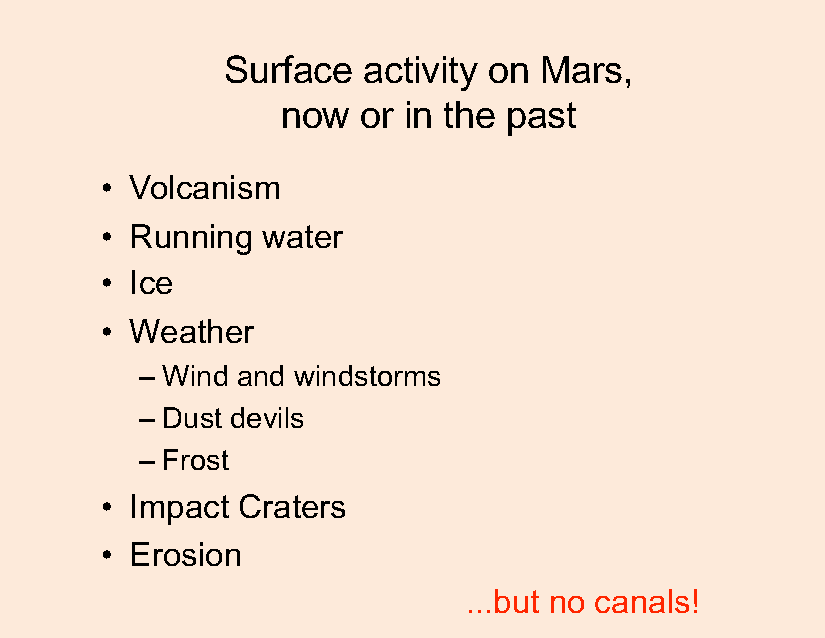 Surface activity on Mars,
now or in the past
• Volcanism
• Running water
• Ice
• Weather
– Wind and windstorms
– Dust devils
– Frost
• Impact Craters
• Erosion
...but no canals!